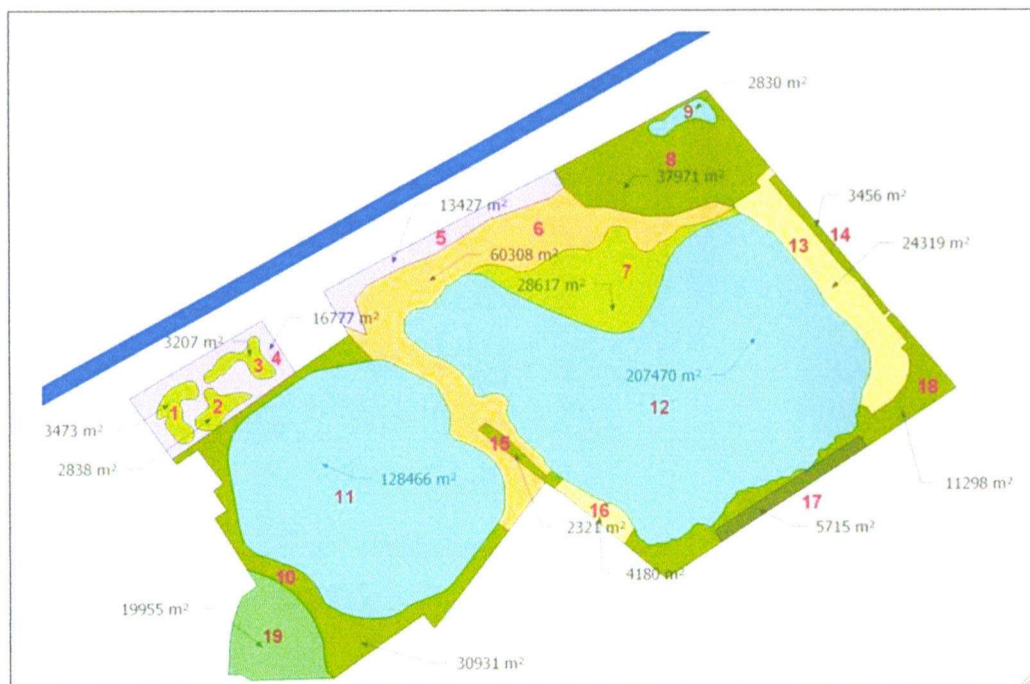 2830 m²
9
8
37971 m²
3456 m²
13427 m²
14
5
6
13
24319 m²
60308 m²
7
28617 m²
16777 m²
3207 m²
4
3
207470 m²
18
1
2
12
3473 m²
15
2838 m²
128466 m²
11
11298 m²
16
17
2321 m²
5715 m²
4180 m²
10
19955 m²
19
30931 m²